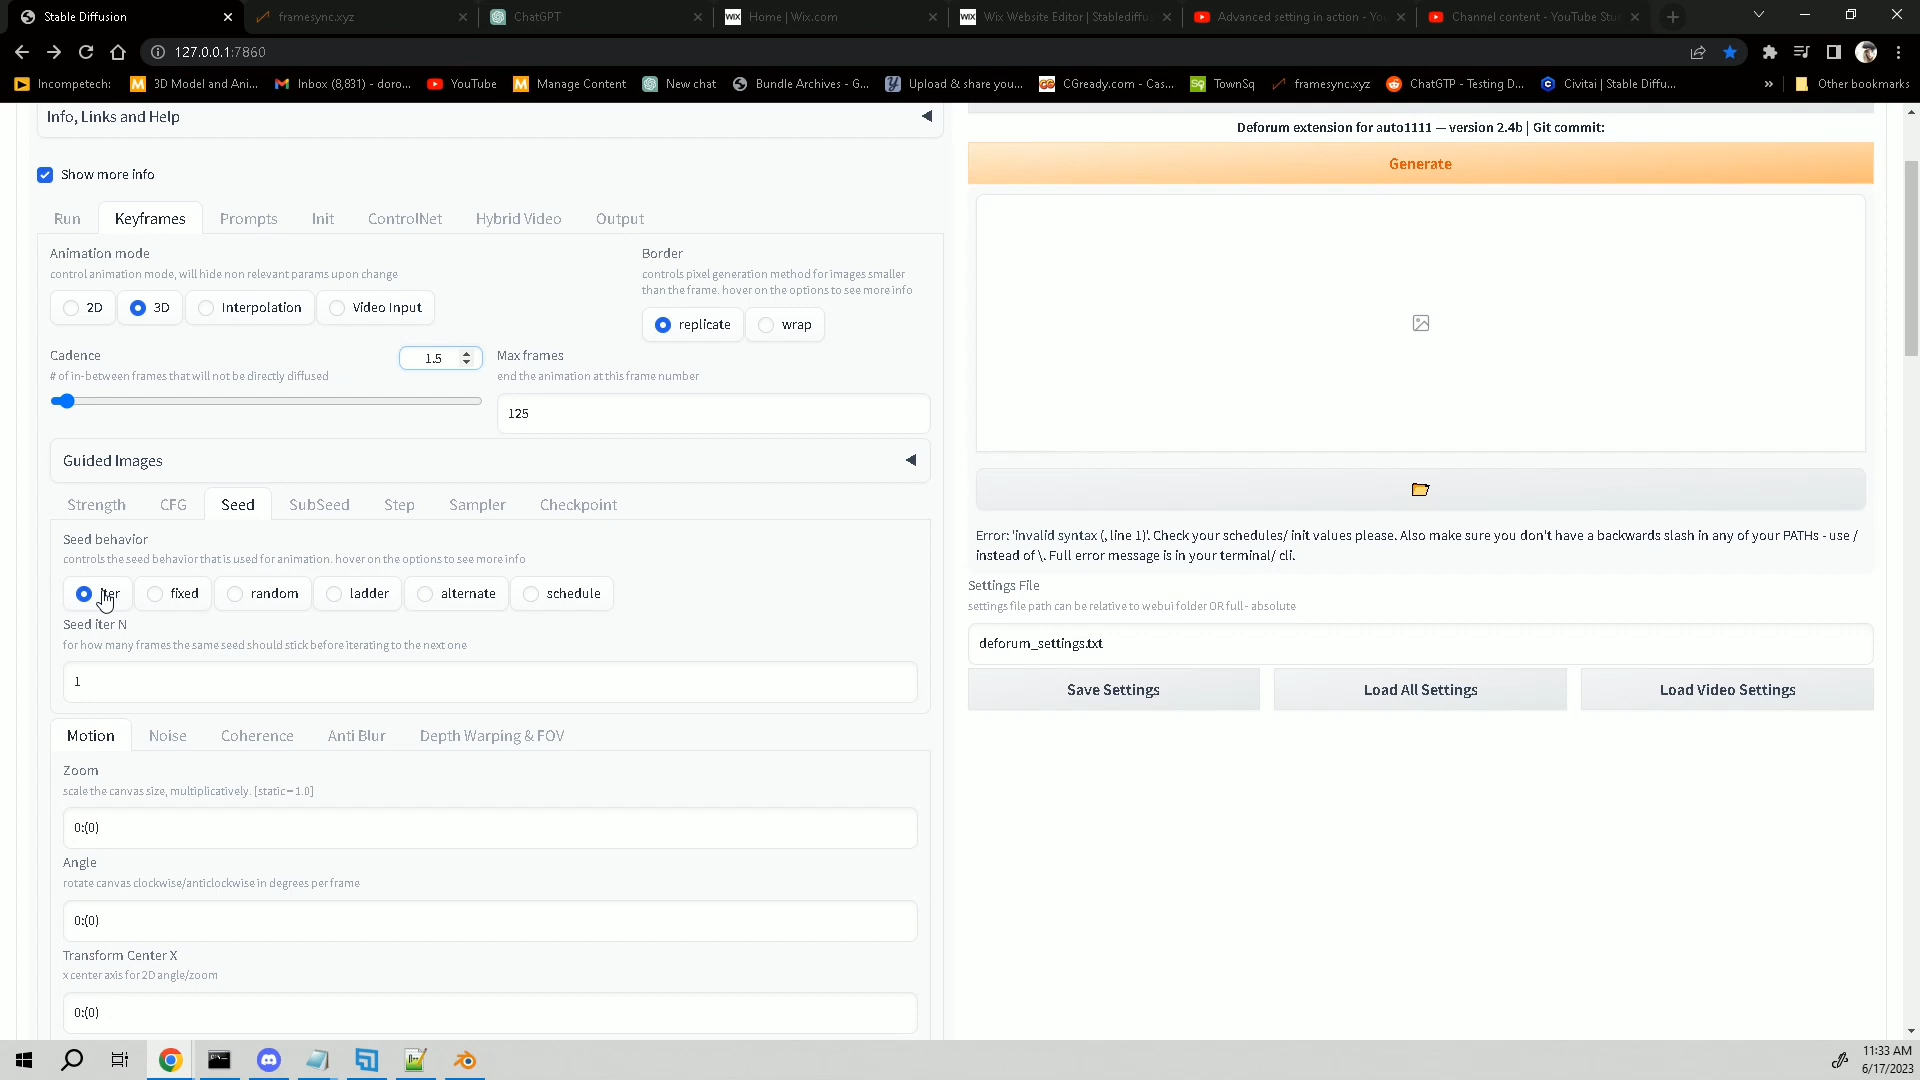 Stable Diffusion
framesync.xyz
ChatGPT
Home | Wix.com
Wix Website Editor | Stablediffus
Advanced setting in action - You
Channel content - YouTube Stud
127.0.0.1:7860
Incompetech:
3D Model and Ani...
Inbox (8,831) - doro...
YouTube
Manage Content
New chat
Bundle Archives - G...
Upload & share you...
CGready.com - Cas...
TownSq
framesync.xyz
ChatGTP - Testing D...
Civitai | Stable Diffu...
»
Other bookmarks
Info, Links and Help
Show more info
Run
Keyframes
Prompts
Init
ControlNet
Hybrid Video
Output
Animation mode
control animation mode, will hide non relevant params upon change
2D
3D
Interpolation
Video Input
Border
controls pixel generation method for images smaller
than the frame. hover on the options to see more info
replicate
wrap
Cadence
1.5
# of in-between frames that will not be directly diffused
Max frames
end the animation at this frame number
125
Guided Images
Strength
CFG
Seed
SubSeed
Step
Sampler
Checkpoint
Seed behavior
controls the seed behavior that is used for animation. hover on the options to see more info
iter
fixed
random
ladder
alternate
schedule
Seed iter N
for how many frames the same seed should stick before iterating to the next one
1
Motion
Noise
Coherence
Anti Blur
Depth Warping & FOV
Zoom
scale the canvas size, multiplicatively. [static = 1.0]
0:(0)
Angle
rotate canvas clockwise/anticlockwise in degrees per frame
0:(0)
Transform Center X
x center axis for 2D angle/zoom
0:(0)
Deforum extension for auto1111 — version 2.4b | Git commit:
Generate
Error: 'invalid syntax (, line 1)'. Check your schedules/ init values please. Also make sure you don't have a backwards slash in any of your PATHs - use /
instead of \. Full error message is in your terminal/ cli.
Settings File
settings file path can be relative to webui folder OR full - absolute
deforum_settings.txt
Save Settings
Load All Settings
Load Video Settings
11:33 AM
6/17/2023